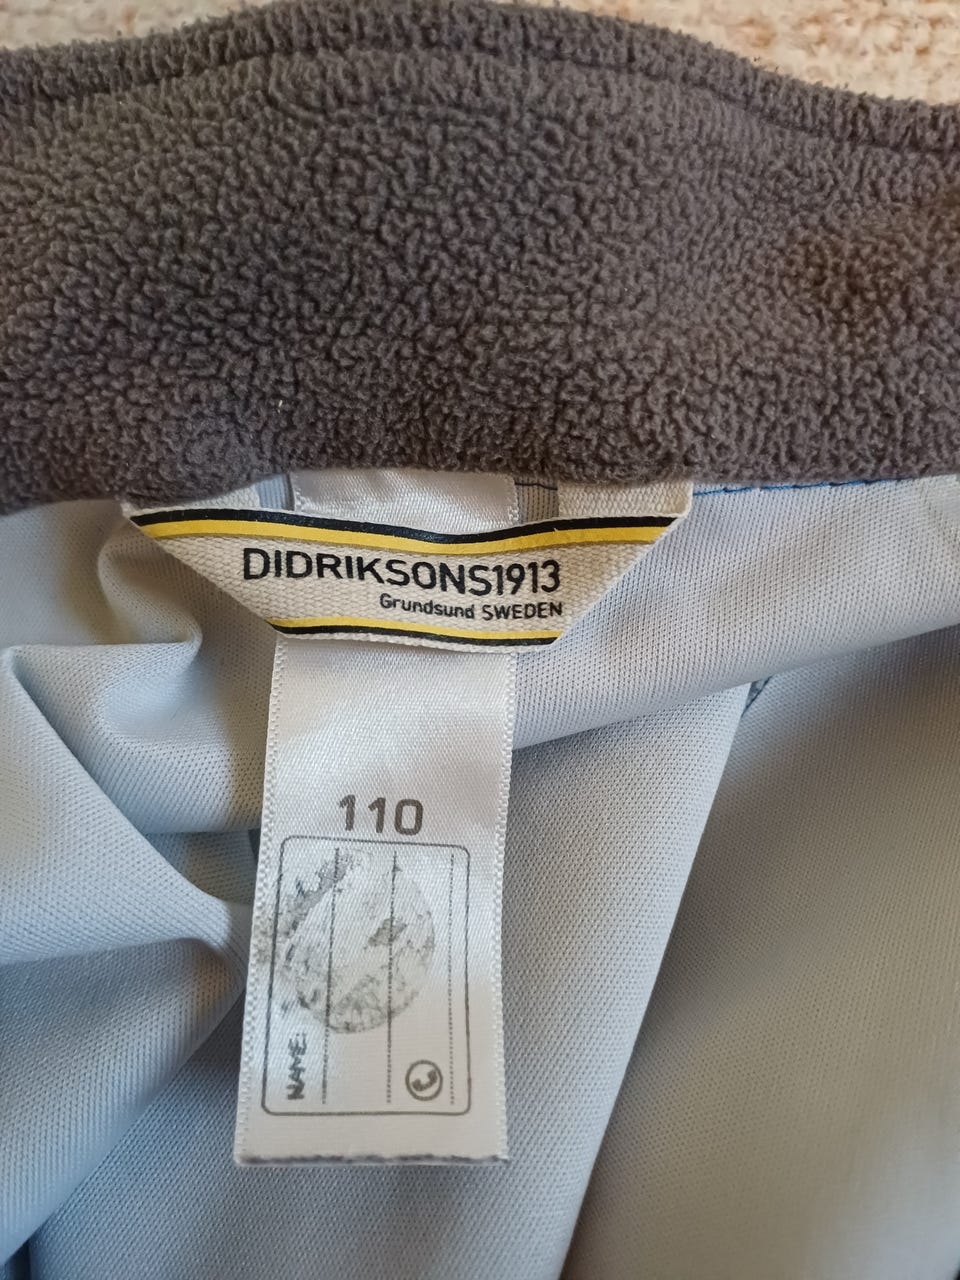 DIDRIKSONS1913
Grundsund SWEDEN
110
NAME: